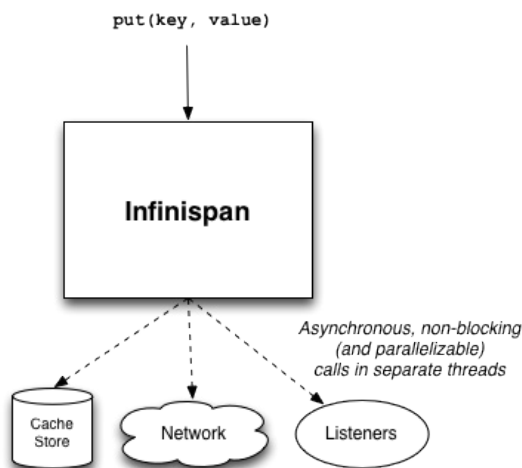 put(key, value)
Infinispan
Asynchronous, non-blocking
(and parallelizable)
calls in separate threads
Cache
Store
Network
Listeners